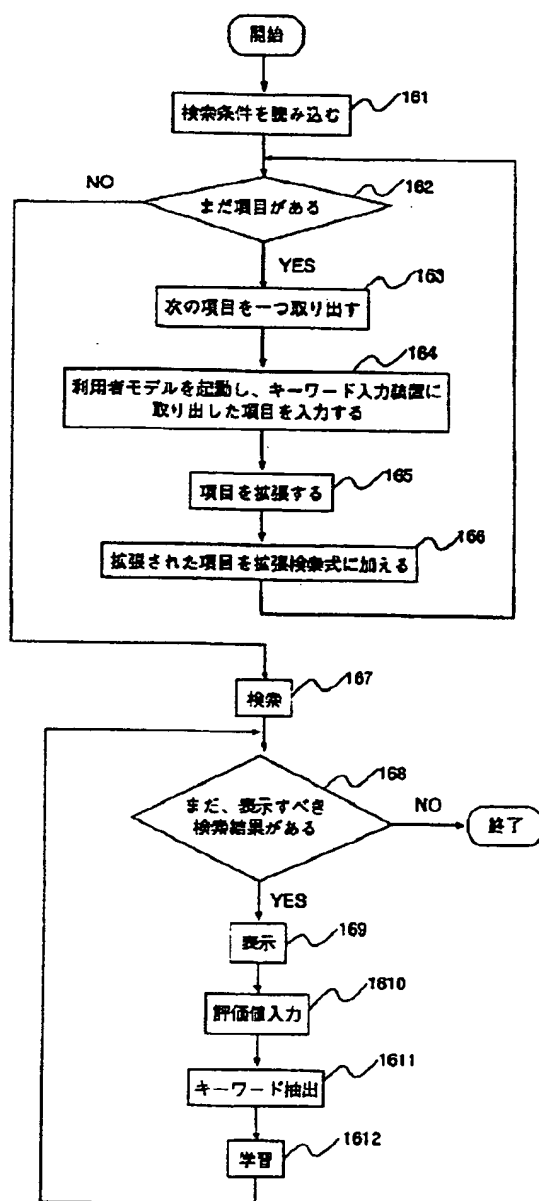 開始
161
検索条件を読み込む
NO
162
まだ項目がある
YES
163
次の項目を一つ取り出す
164
利用者モデルを起動し、キーワード入力装置に
取り出した項目を入力する
165
項目を拡張する
166
拡張された項目を拡張検索式に加える
167
検索
168
まだ、表示すべき
検索結果がある
NO
終了
YES
169
表示
1610
評価値入力
1611
キーワード抽出
1612
学習